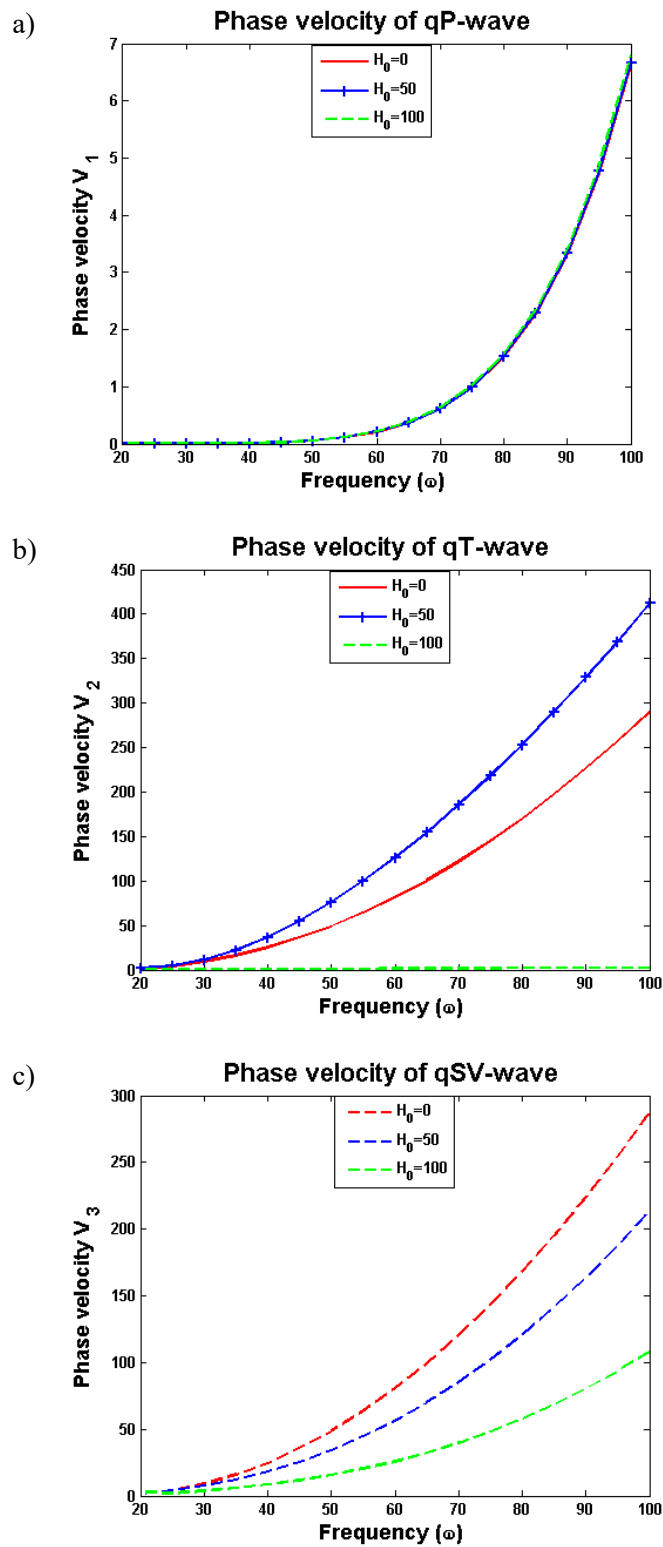 a)
Phase velocity of qP-wave
H₀=0
H₀=50
H₀=100
Phase velocity V₁
7
6
5
4
3
2
1
0
20 30 40 50 60 70 80 90 100
Frequency (ω)
b)
Phase velocity of qT-wave
H₀=0
H₀=50
H₀=100
Phase velocity V₂
450
400
350
300
250
200
150
100
50
0
20 30 40 50 60 70 80 90 100
Frequency (ω)
c)
Phase velocity of qSV-wave
H₀=0
H₀=50
H₀=100
Phase velocity V₃
300
250
200
150
100
50
0
20 30 40 50 60 70 80 90 100
Frequency (ω)